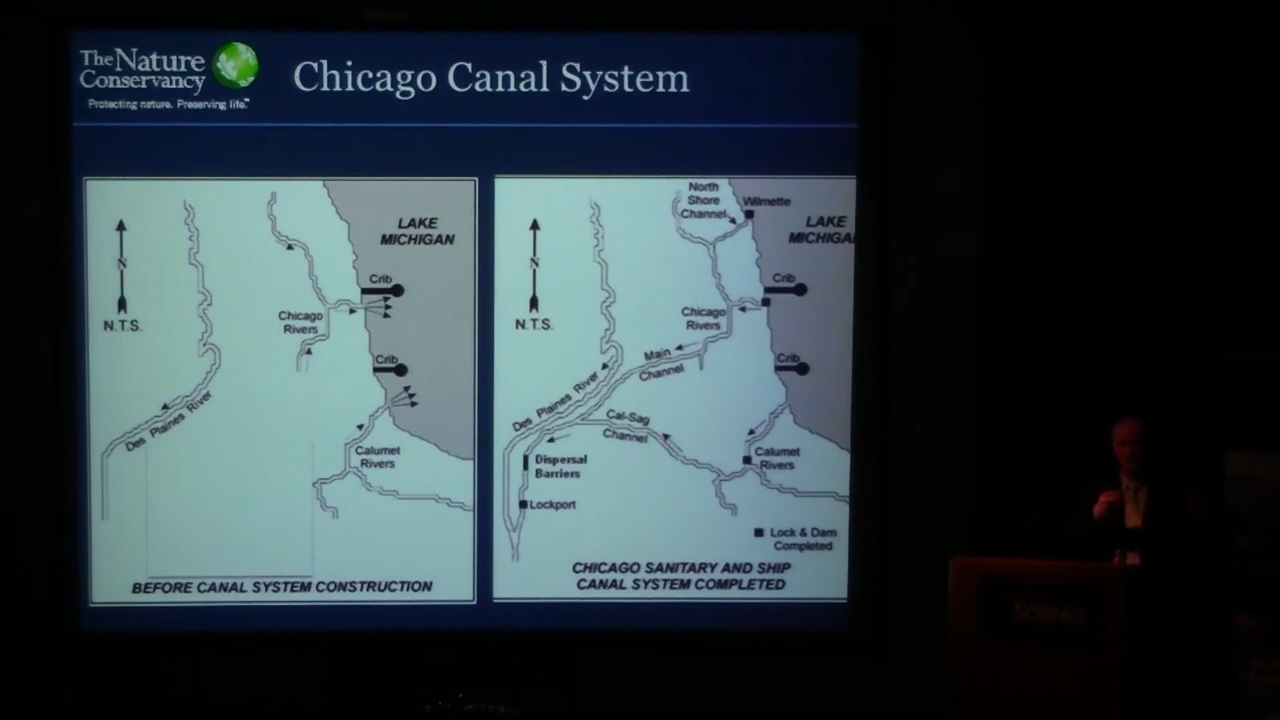 The Nature
Conservancy
Protecting nature. Preserving life.™
Chicago Canal System
LAKE
MICHIGAN
N
N.T.S.
Crib
Chicago
Rivers
Crib
Des Plaines River
Calumet
Rivers
BEFORE CANAL SYSTEM CONSTRUCTION
North
Shore
Channel
Wilmette
LAKE
MICHIGA
N
N.T.S.
Crib
Chicago
Rivers
Main
Channel
Crib
Des Plaines River
Cal-Sag
Channel
Dispersal
Barriers
Calumet
Rivers
Lockport
Lock & Dam
Completed
CHICAGO SANITARY AND SHIP
CANAL SYSTEM COMPLETED